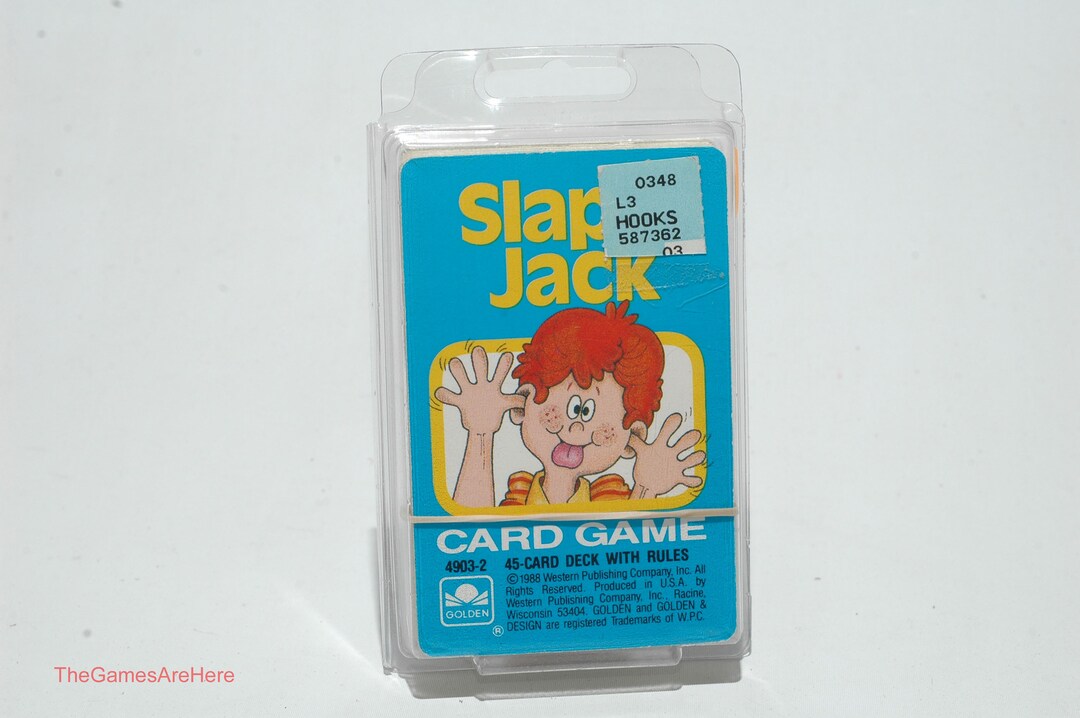 Slap
Jack
0348
L3
HOOKS
587362
03
CARD GAME
4903-2 45-CARD DECK WITH RULES
©1988 Western Publishing Company, Inc. All
Rights Reserved. Produced in U.S.A. by
Western Publishing Company, Inc., Racine,
Wisconsin 53404. GOLDEN and GOLDEN &
DESIGN are registered Trademarks of W.P.C.
GOLDEN
®
TheGamesAreHere